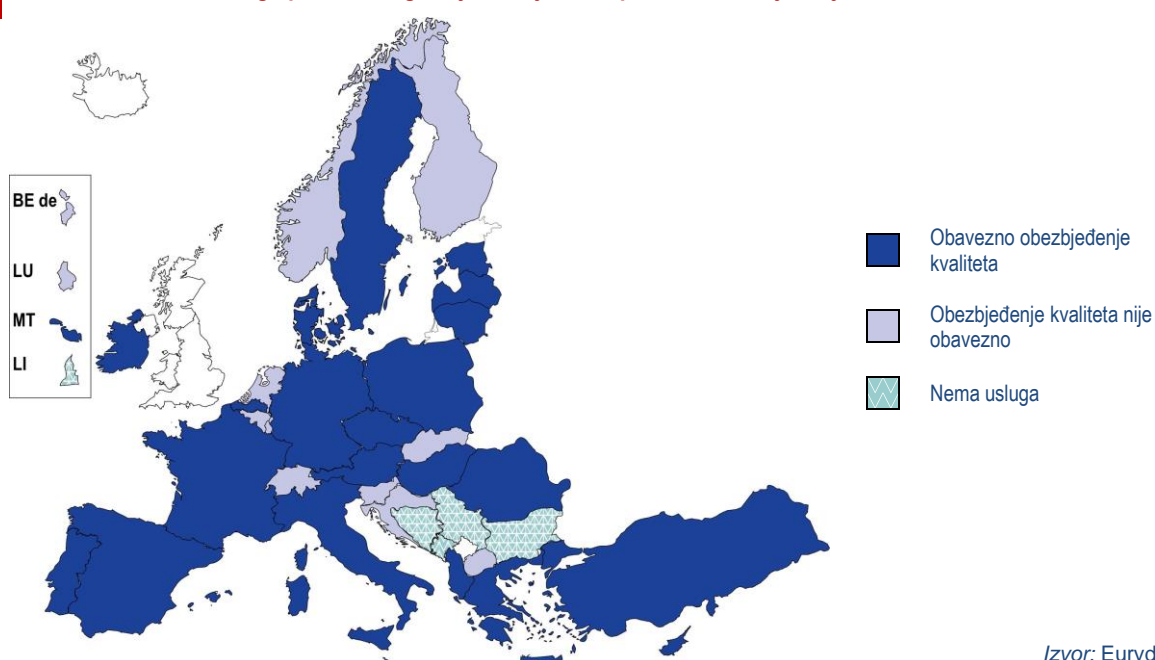 BE de
LU
MT
LI
Obavezno obezbjeđenje
kvaliteta
Obezbjeđenje kvaliteta nije
obavezno
Nema usluga
Izvor: Euryd